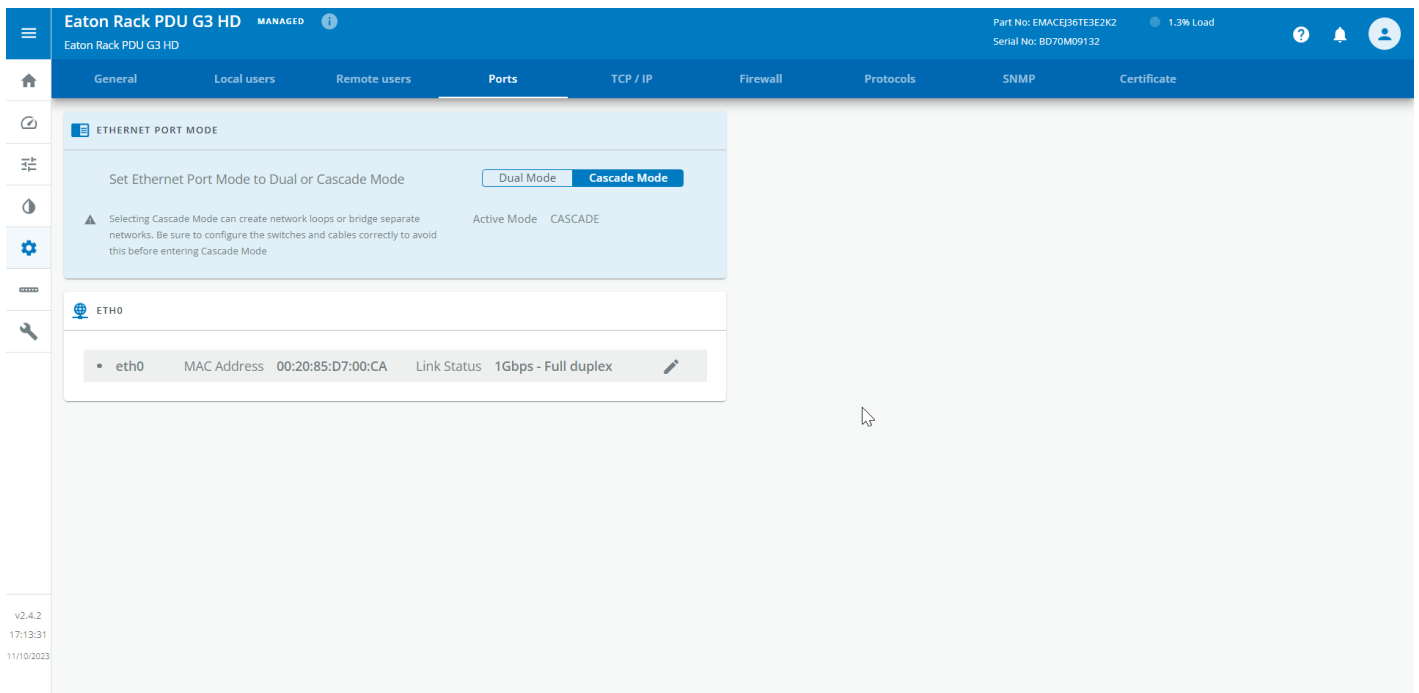 Eaton Rack PDU G3 HD MANAGED
Eaton Rack PDU G3 HD
Part No: EMACEJ36TE3E2K2 1.3% Load
Serial No: BD70M09132
General Local users Remote users Ports TCP / IP Firewall Protocols SNMP Certificate
ETHERNET PORT MODE
Set Ethernet Port Mode to Dual or Cascade Mode Dual Mode Cascade Mode
Selecting Cascade Mode can create network loops or bridge separate
networks. Be sure to configure the switches and cables correctly to avoid
this before entering Cascade Mode
Active Mode CASCADE
ETH0
eth0 MAC Address 00:20:85:D7:00:CA Link Status 1Gbps - Full duplex
v2.4.2
17:13:31
11/10/2023